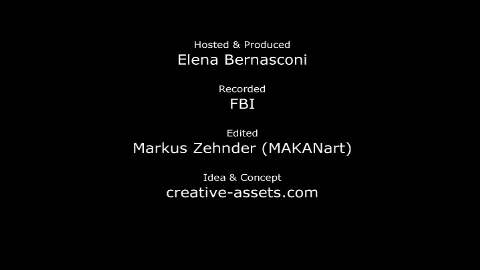 Hosted & Produced
Elena Bernasconi
Recorded
FBI
Edited
Markus Zehnder (MAKANart)
Idea & Concept
creative-assets.com